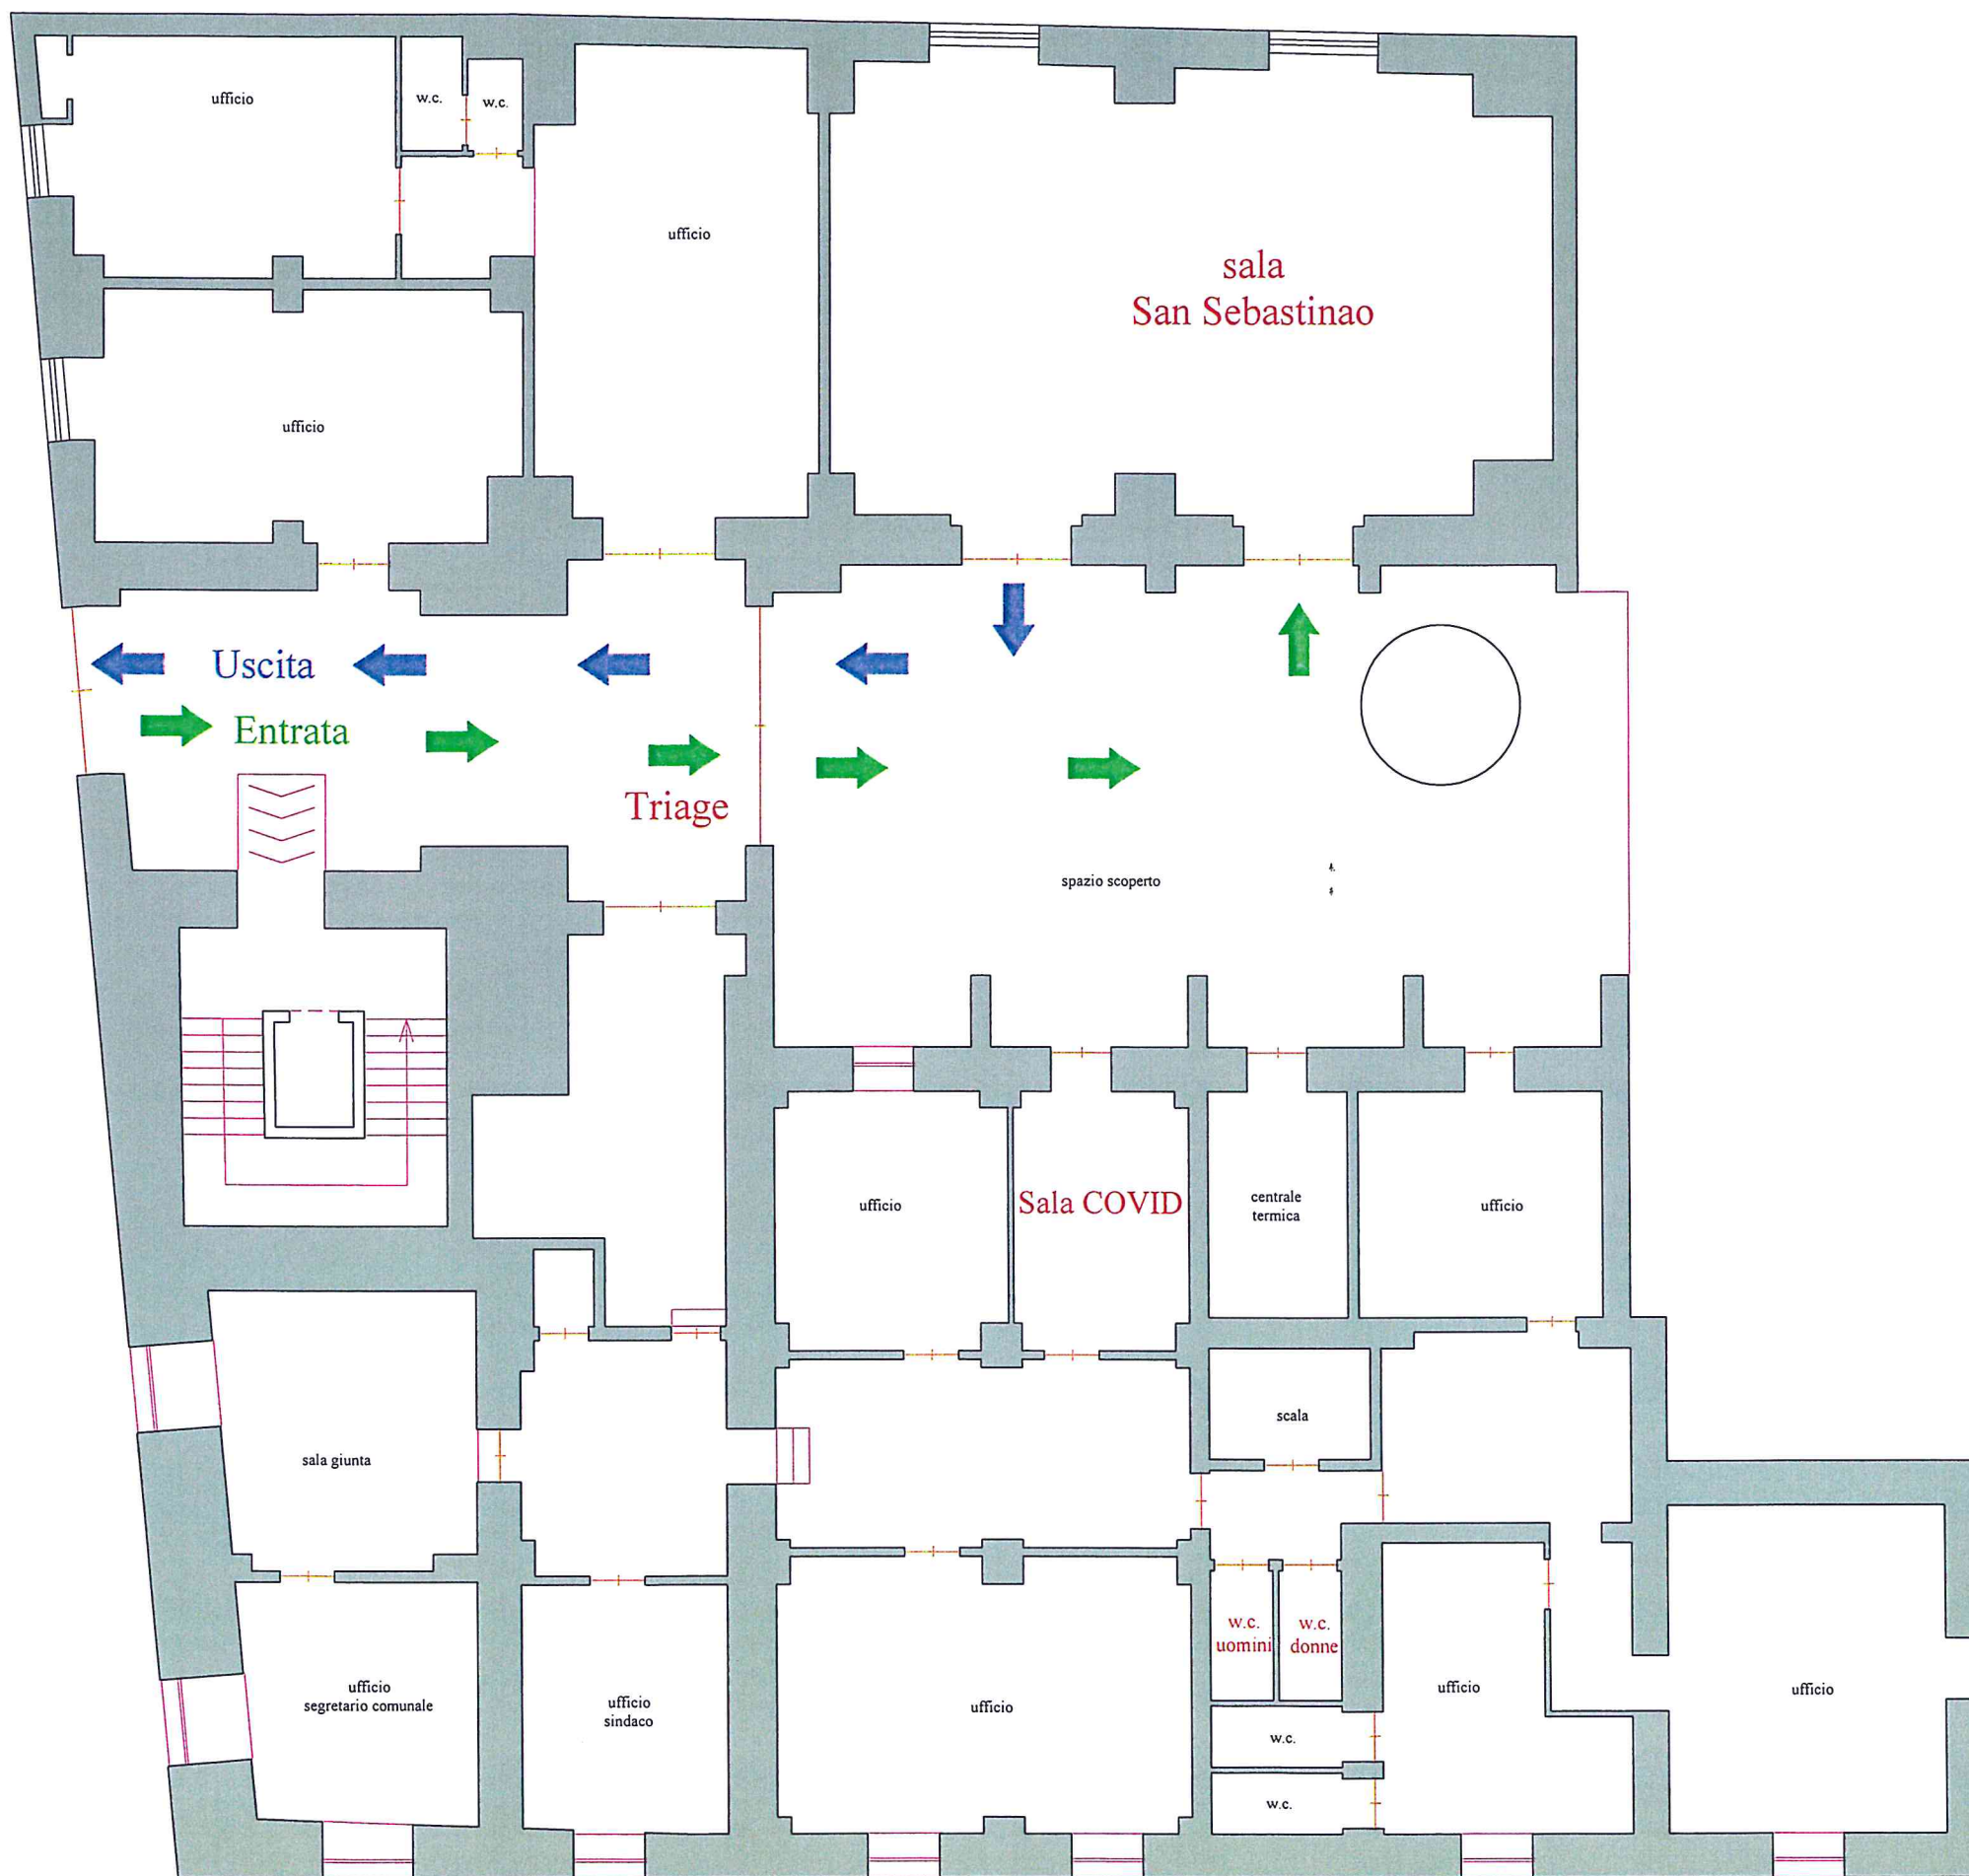 ufficio
w.c.
w.c.
ufficio
sala
San Sebastinao
ufficio
Uscita
Entrata
Triage
spazio scoperto
ufficio
Sala COVID
centrale
termica
ufficio
scala
sala giunta
w.c.
uomini
w.c.
donne
ufficio
segretario comunale
ufficio
sindaco
ufficio
w.c.
w.c.
ufficio
ufficio